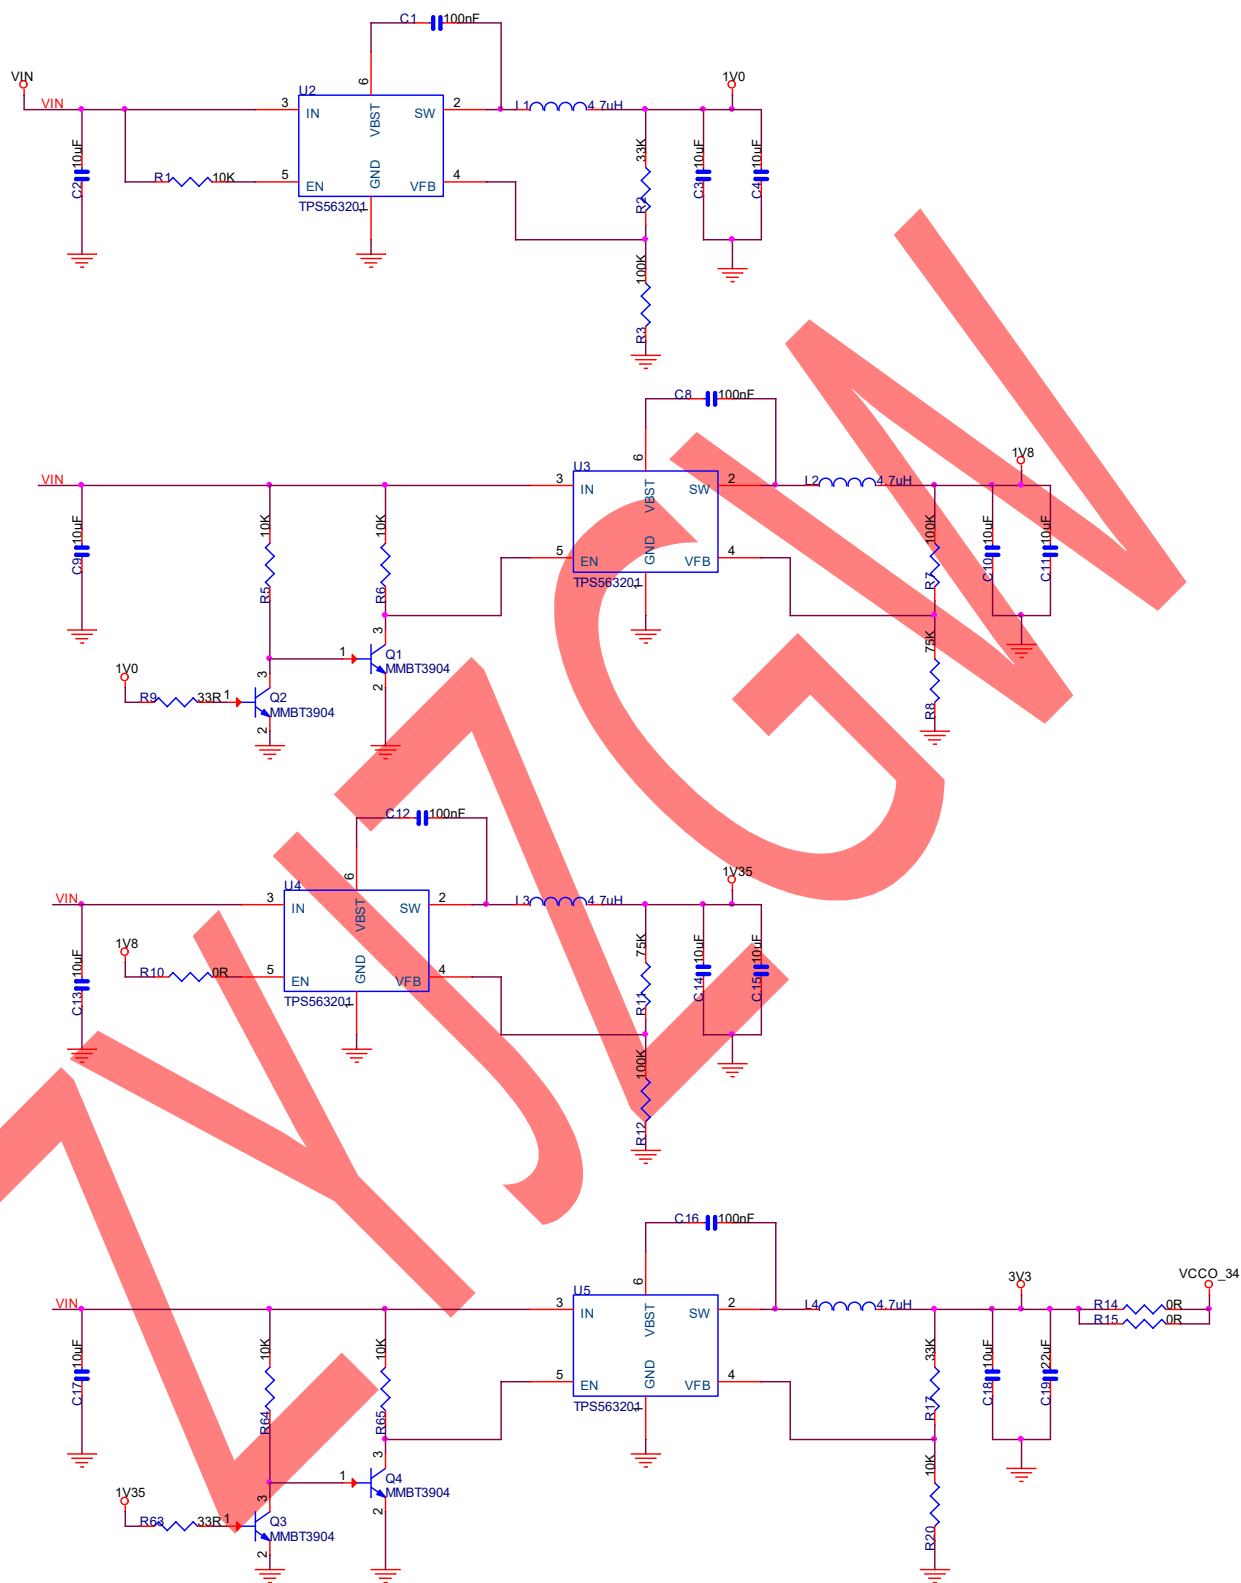 C1 100nF
VIN
VIN
U2
3 IN
VBST 6
SW 2
L1 4.7uH
1V0
C2 10uF
R1 10K
5 EN
GND 1
VFB 4
TPS563201
33K R2
C3 10uF
C4 10uF
100K R3
C8 100nF
VIN
U3
3 IN
VBST 6
SW 2
L2 4.7uH
1V8
C9 10uF
10K R5
10K R6
5 EN
GND 1
VFB 4
TPS563201
100K R7
C10 10uF
C11 10uF
75K R8
1V0
R9 33R 1
3
Q2
MMBT3904
2
1
3
Q1
MMBT3904
2
C12 100nF
VIN
U4
3 IN
VBST 6
SW 2
L3 4.7uH
1V35
C13 10uF
1V8
R10 0R
5 EN
GND 1
VFB 4
TPS563201
75K R11
C14 10uF
C15 10uF
100K R12
C16 100nF
VIN
U5
3 IN
VBST 6
SW 2
L4 4.7uH
3V3
VCCO_34
R14 0R
R15 0R
C17 10uF
10K R64
10K R65
5 EN
GND 1
VFB 4
TPS563201
33K R17
C18 10uF
C19 22uF
10K R20
1V35
R63 33R 1
3
Q3
MMBT3904
2
1
3
Q4
MMBT3904
2
ZYJZGW